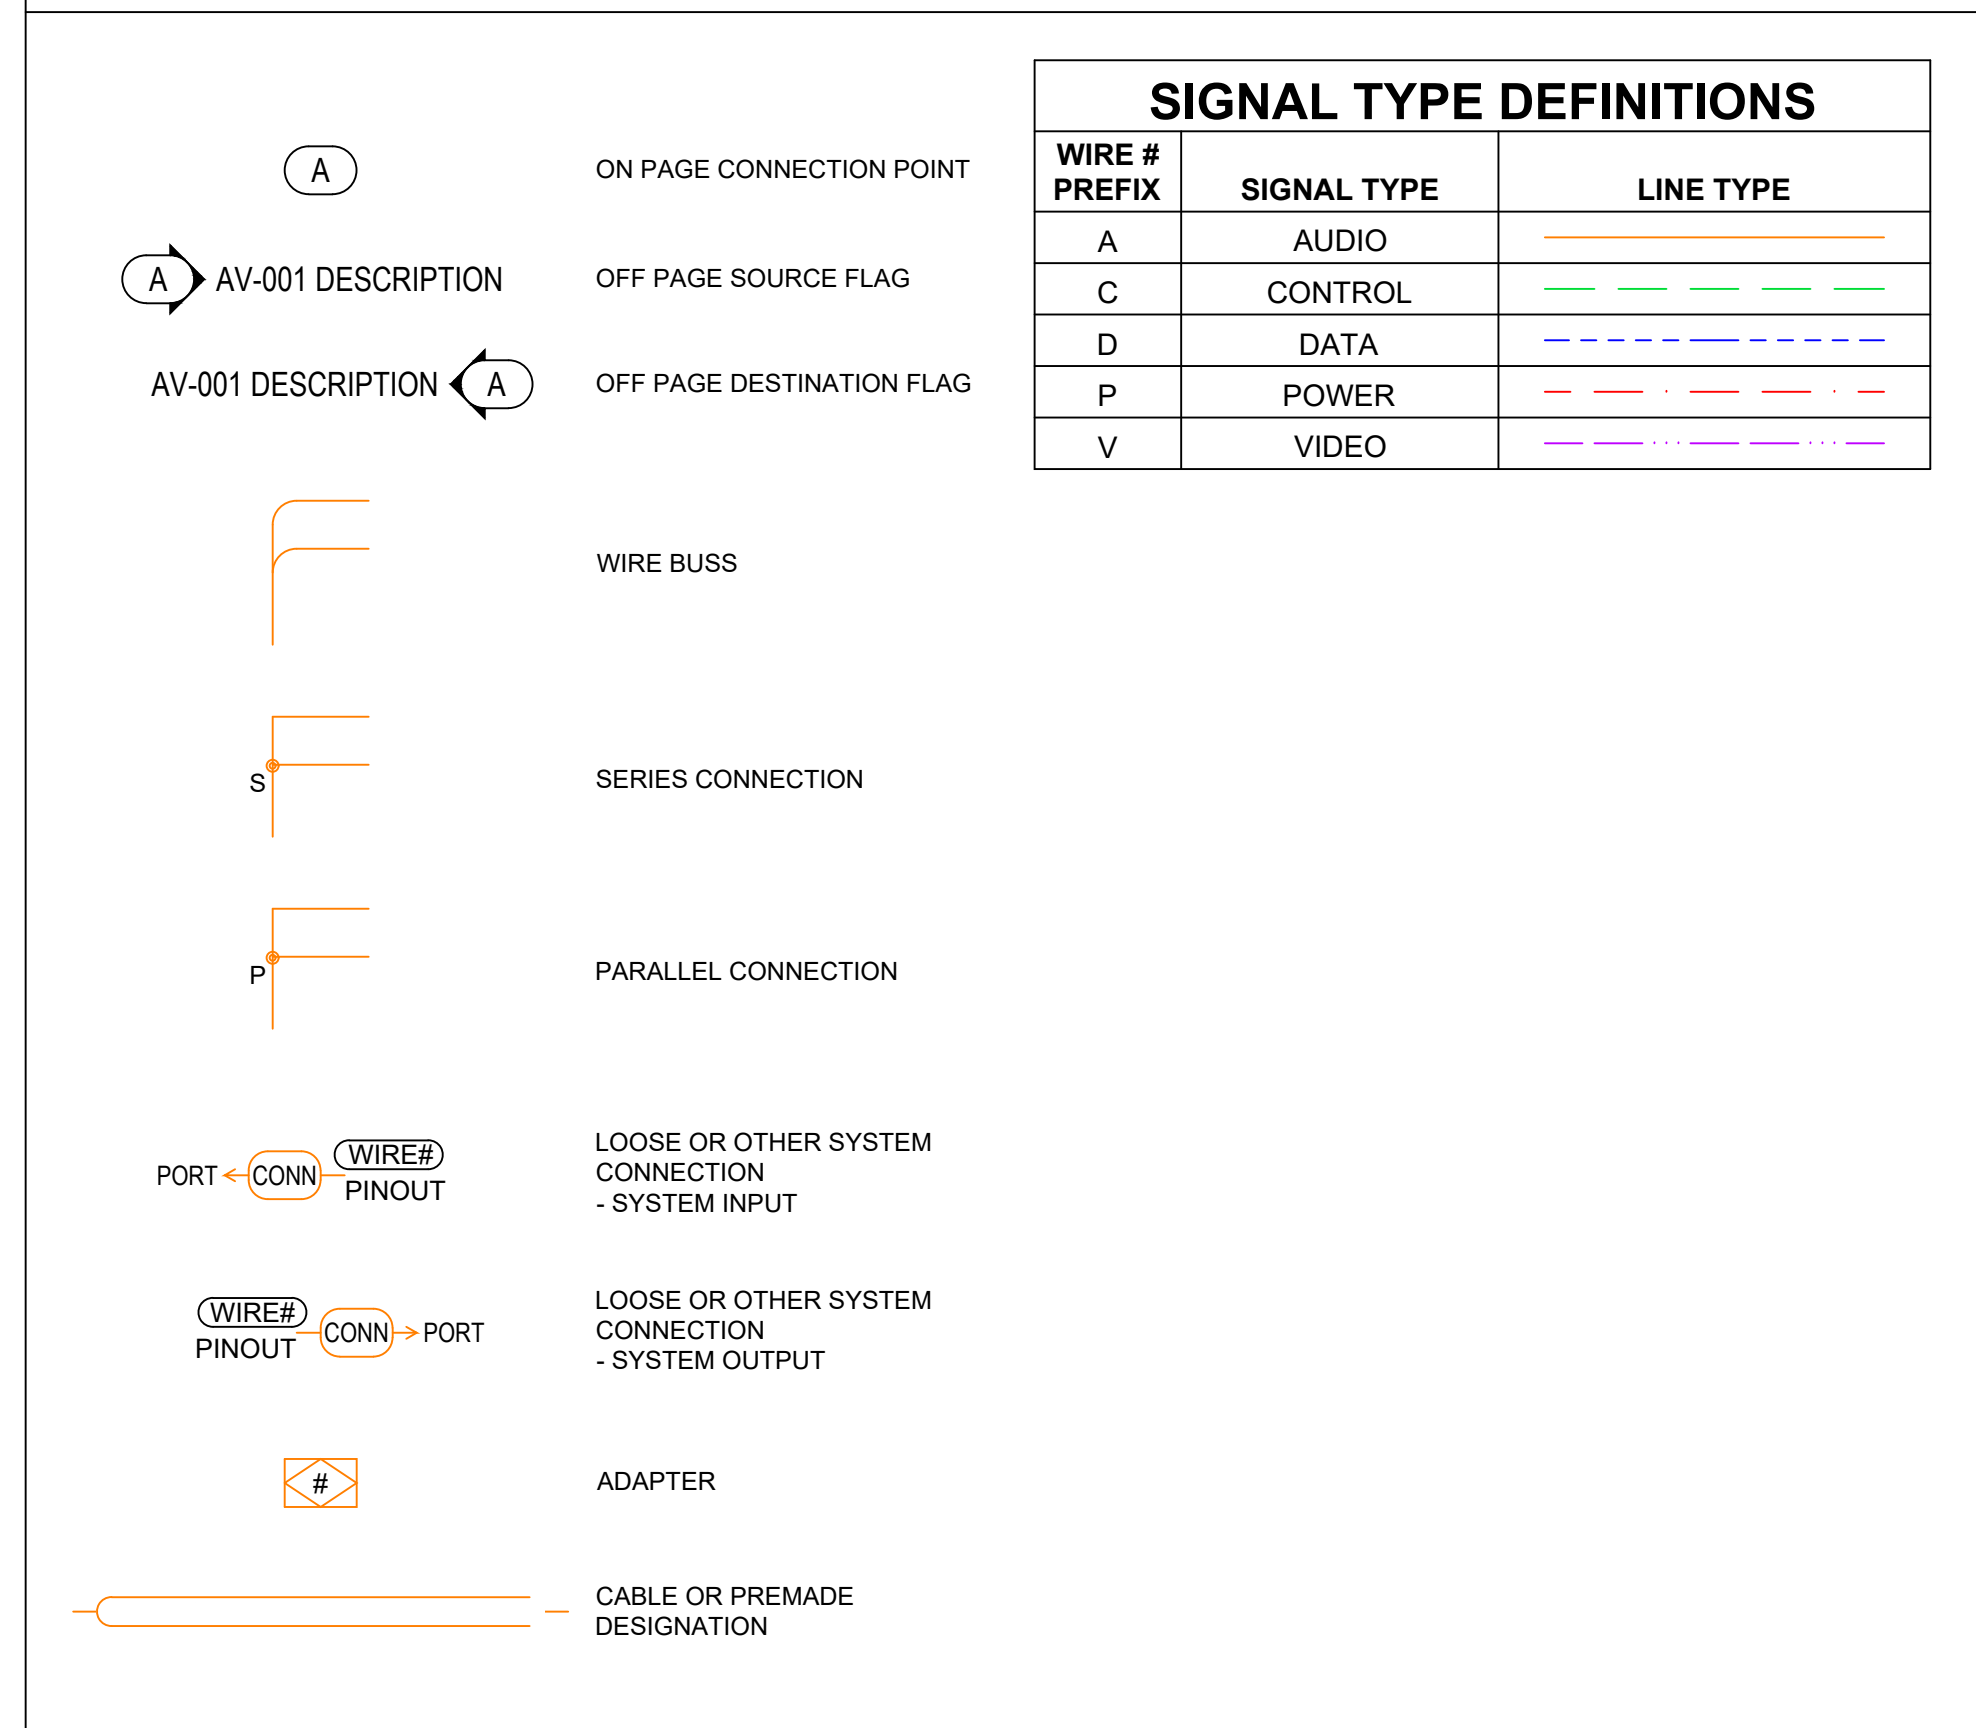 A
ON PAGE CONNECTION POINT
A AV-001 DESCRIPTION
OFF PAGE SOURCE FLAG
AV-001 DESCRIPTION A
OFF PAGE DESTINATION FLAG
WIRE BUSS
S
SERIES CONNECTION
P
PARALLEL CONNECTION
PORT CONN WIRE#
PINOUT
LOOSE OR OTHER SYSTEM
CONNECTION
- SYSTEM INPUT
WIRE#
PINOUT CONN PORT
LOOSE OR OTHER SYSTEM
CONNECTION
- SYSTEM OUTPUT
#
ADAPTER
CABLE OR PREMADE
DESIGNATION
SIGNAL TYPE DEFINITIONS
WIRE #
PREFIX SIGNAL TYPE LINE TYPE
A AUDIO
C CONTROL
D DATA
P POWER
V VIDEO